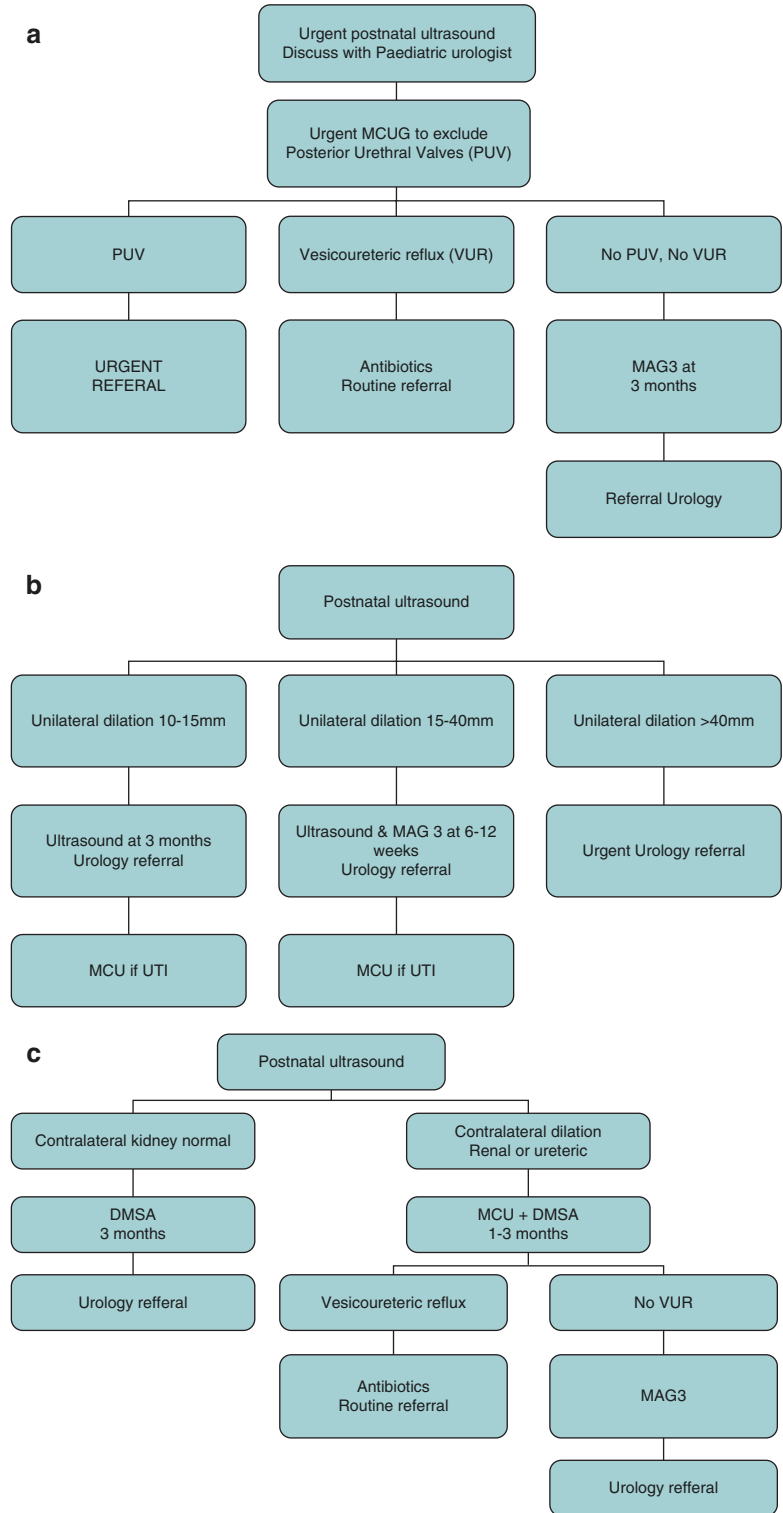 a
Urgent postnatal ultrasound
Discuss with Paediatric urologist
Urgent MCUG to exclude
Posterior Urethral Valves (PUV)
PUV
Vesicoureteric reflux (VUR)
No PUV, No VUR
URGENT
REFERAL
Antibiotics
Routine referral
MAG3 at
3 months
Referral Urology
b
Postnatal ultrasound
Unilateral dilation 10-15mm
Unilateral dilation 15-40mm
Unilateral dilation >40mm
Ultrasound at 3 months
Urology referral
Ultrasound & MAG 3 at 6-12
weeks
Urology referral
Urgent Urology referral
MCU if UTI
MCU if UTI
c
Postnatal ultrasound
Contralateral kidney normal
Contralateral dilation
Renal or ureteric
DMSA
3 months
MCU + DMSA
1-3 months
Urology refferal
Vesicoureteric reflux
No VUR
Antibiotics
Routine referral
MAG3
Urology refferal